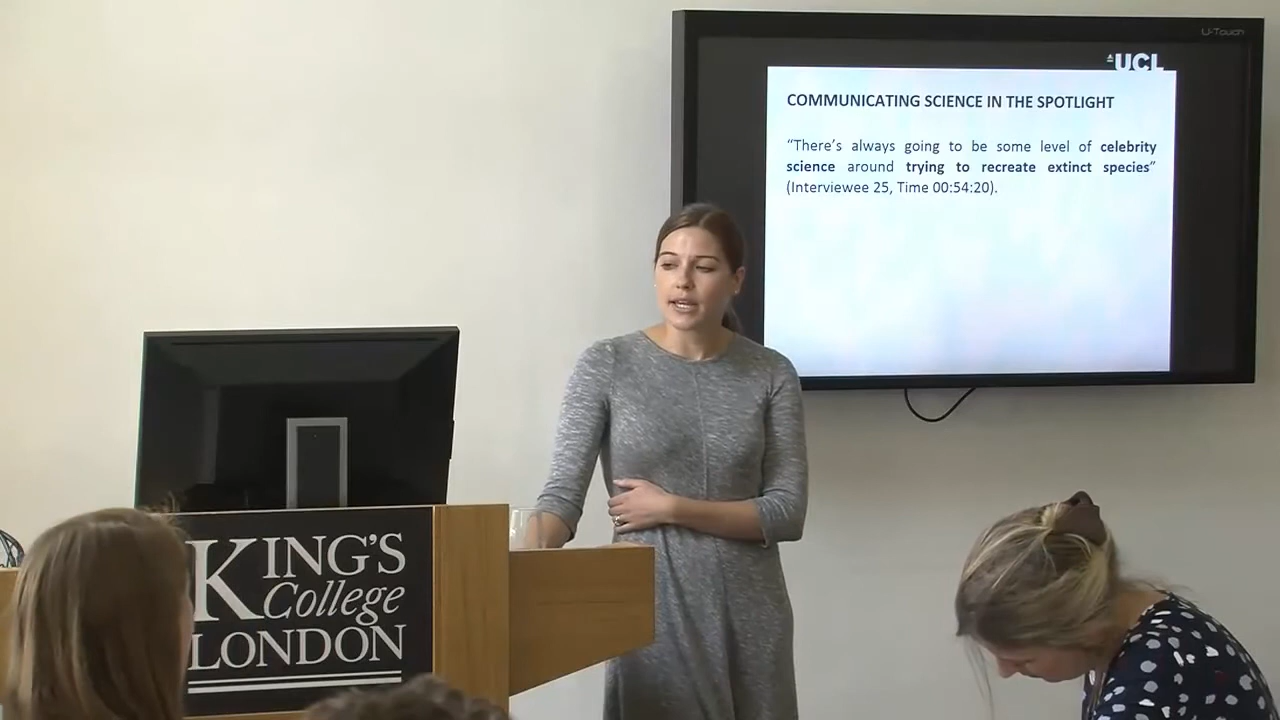 U-Touch
UCL
COMMUNICATING SCIENCE IN THE SPOTLIGHT
“There’s always going to be some level of celebrity
science around trying to recreate extinct species”
(Interviewee 25, Time 00:54:20).
KING'S
College
LONDON